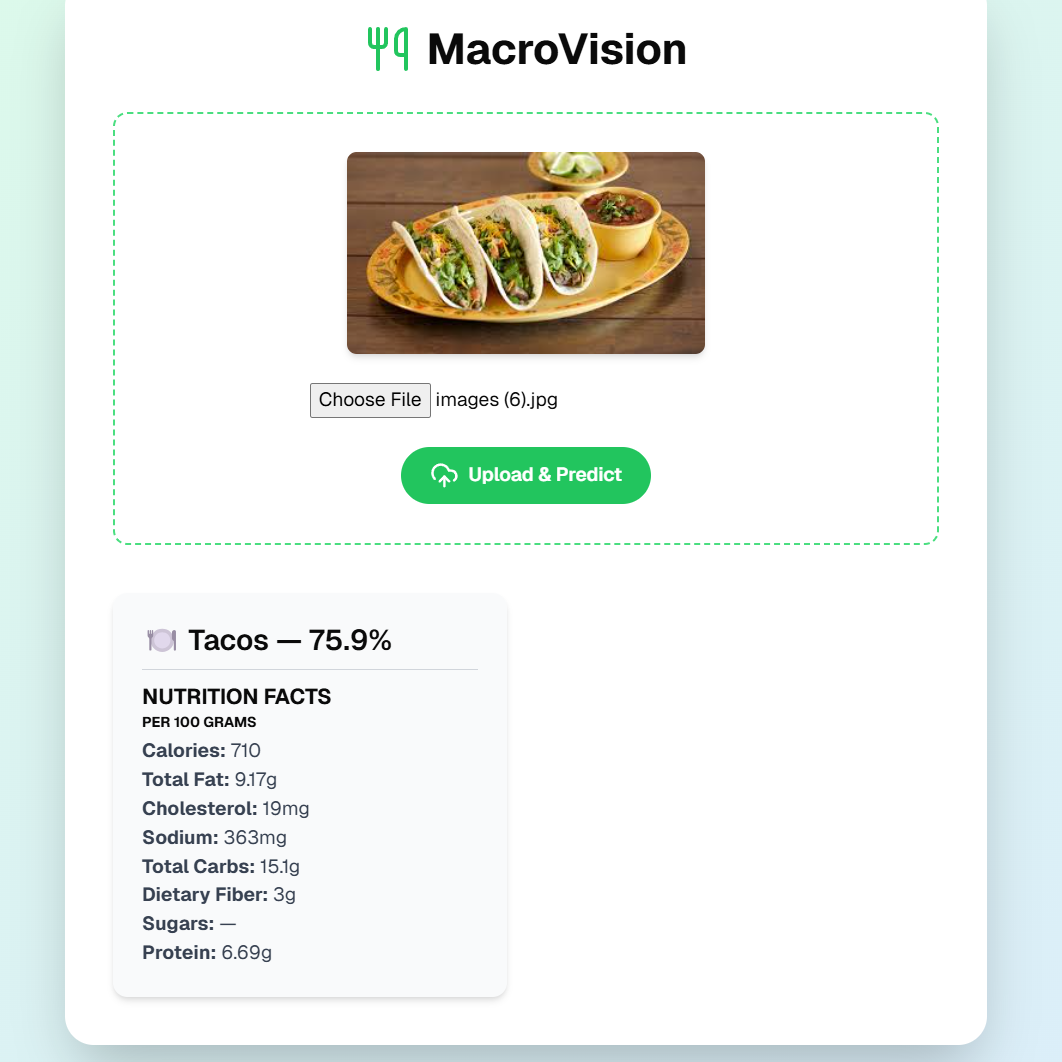 MacroVision
Choose File images (6).jpg
Upload & Predict
Tacos — 75.9%
NUTRITION FACTS
PER 100 GRAMS
Calories: 710
Total Fat: 9.17g
Cholesterol: 19mg
Sodium: 363mg
Total Carbs: 15.1g
Dietary Fiber: 3g
Sugars: —
Protein: 6.69g